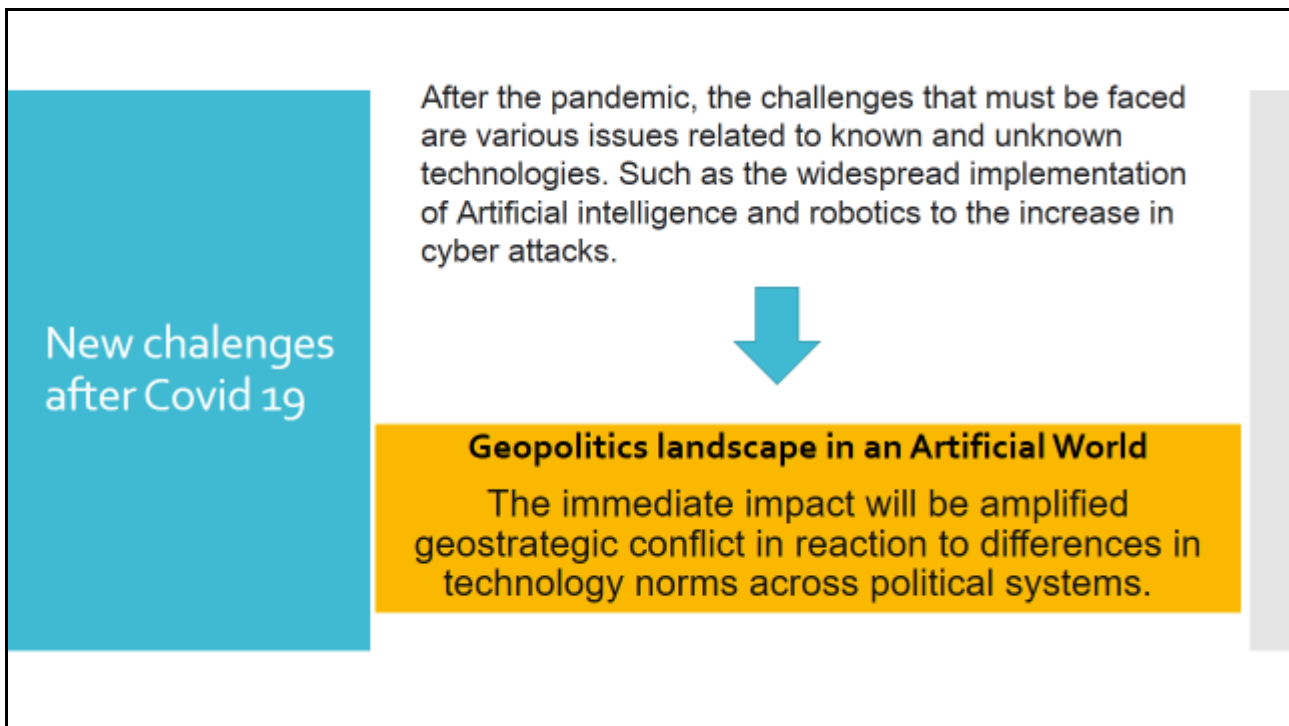 New chalenges
after Covid 19
After the pandemic, the challenges that must be faced
are various issues related to known and unknown
technologies. Such as the widespread implementation
of Artificial intelligence and robotics to the increase in
cyber attacks.
Geopolitics landscape in an Artificial World
The immediate impact will be amplified
geostrategic conflict in reaction to differences in
technology norms across political systems.